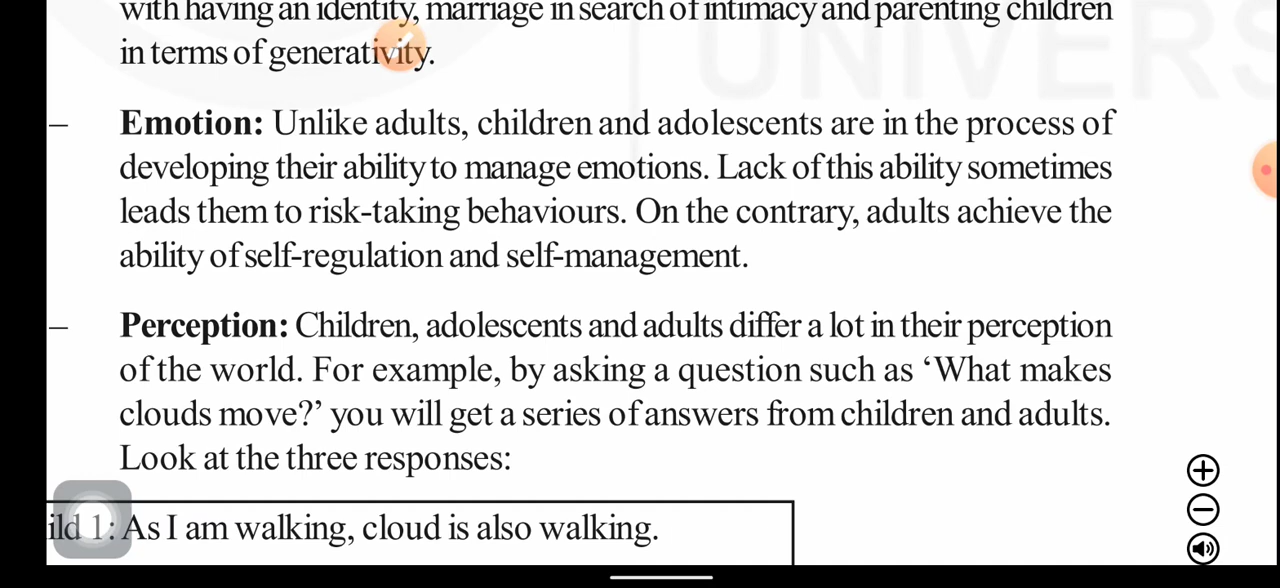 with having an identity, marriage in search of intimacy and parenting children
in terms of generativity.
– Emotion: Unlike adults, children and adolescents are in the process of
developing their ability to manage emotions. Lack of this ability sometimes
leads them to risk-taking behaviours. On the contrary, adults achieve the
ability of self-regulation and self-management.
– Perception: Children, adolescents and adults differ a lot in their perception
of the world. For example, by asking a question such as ‘What makes
clouds move?’ you will get a series of answers from children and adults.
Look at the three responses:
ild 1: As I am walking, cloud is also walking.
UNIVERS